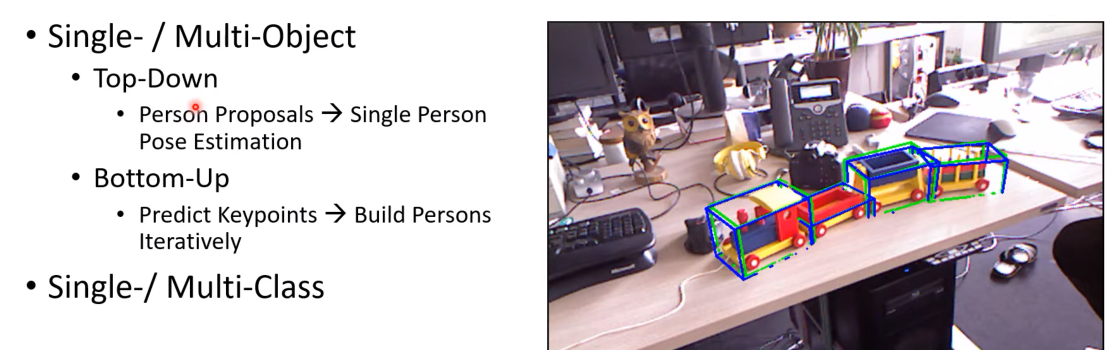 • Single- / Multi-Object
• Top-Down
• Person Proposals → Single Person
Pose Estimation
• Bottom-Up
• Predict Keypoints → Build Persons
Iteratively
• Single-/ Multi-Class